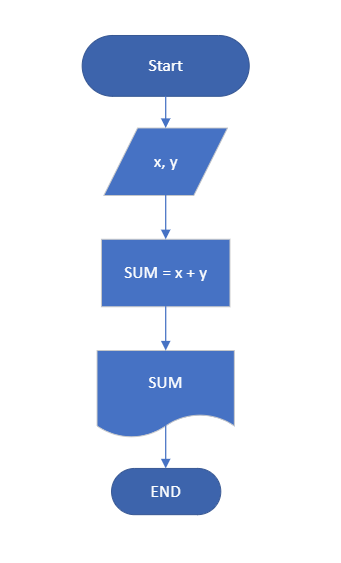 Start
x, y
SUM = x + y
SUM
END